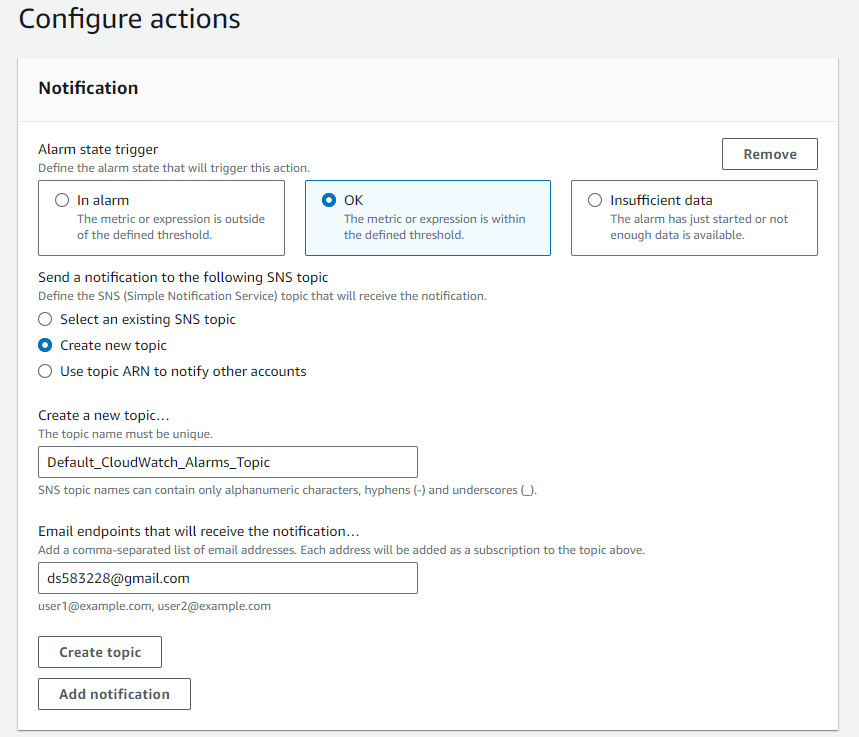 Configure actions
Notification
Alarm state trigger
Define the alarm state that will trigger this action.
Remove
In alarm
The metric or expression is outside
of the defined threshold.
OK
The metric or expression is within
the defined threshold.
Insufficient data
The alarm has just started or not
enough data is available.
Send a notification to the following SNS topic
Define the SNS (Simple Notification Service) topic that will receive the notification.
Select an existing SNS topic
Create new topic
Use topic ARN to notify other accounts
Create a new topic…
The topic name must be unique.
Default_CloudWatch_Alarms_Topic
SNS topic names can contain only alphanumeric characters, hyphens (-) and underscores (_).
Email endpoints that will receive the notification…
Add a comma-separated list of email addresses. Each address will be added as a subscription to the topic above.
ds583228@gmail.com
user1@example.com, user2@example.com
Create topic
Add notification